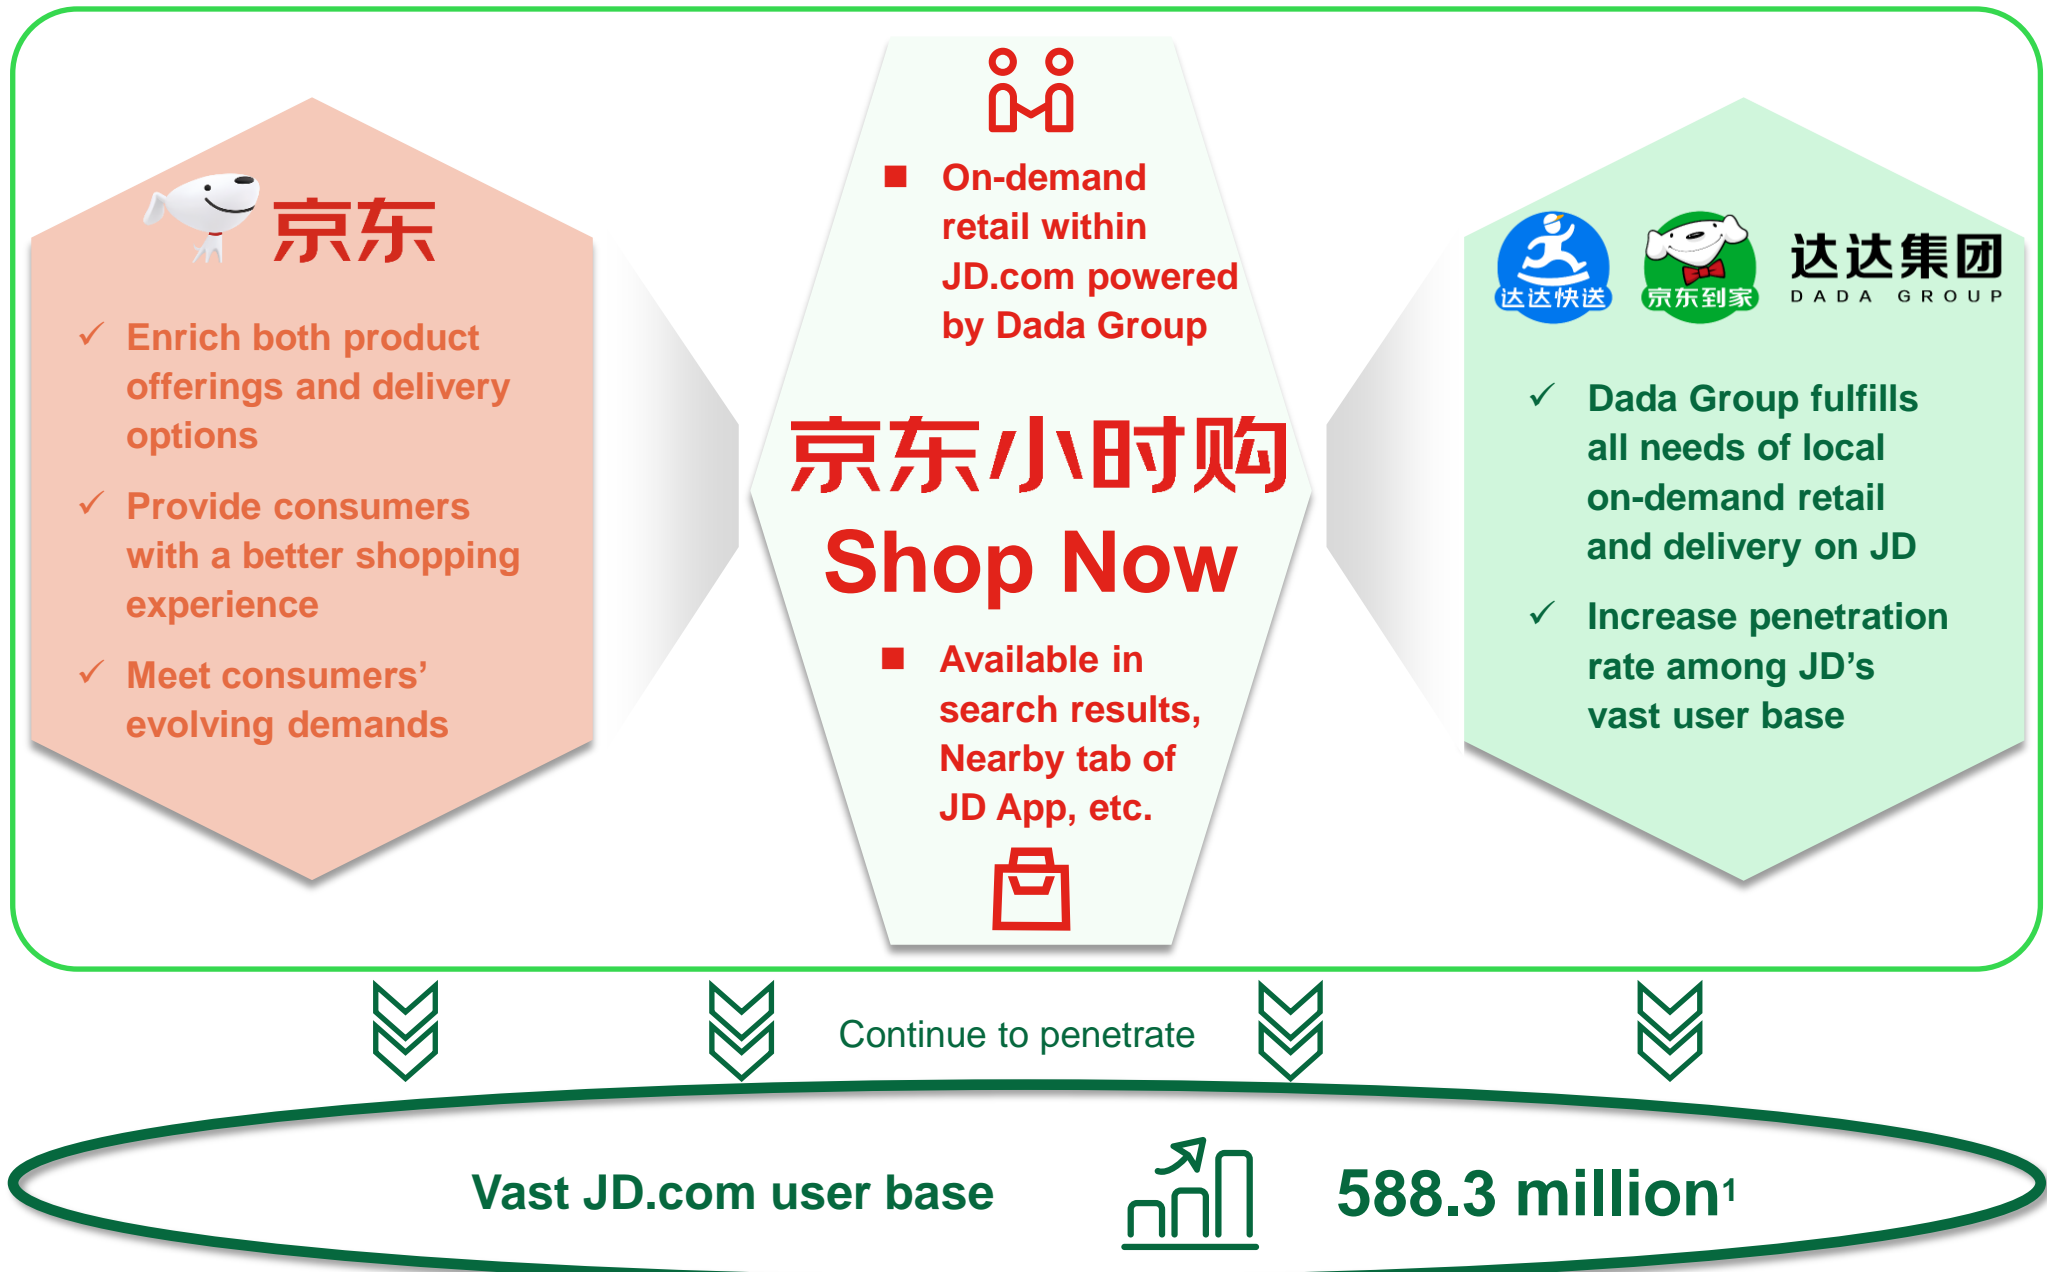 京东
Enrich both product
offerings and delivery
options
Provide consumers
with a better shopping
experience
Meet consumers’
evolving demands
On-demand
retail within
JD.com powered
by Dada Group
京东小时购
Shop Now
Available in
search results,
Nearby tab of
JD App, etc.
达达快送
京东到家
达达集团
DADA GROUP
Dada Group fulfills
all needs of local
on-demand retail
and delivery on JD
Increase penetration
rate among JD’s
vast user base
Continue to penetrate
Vast JD.com user base
588.3 million1